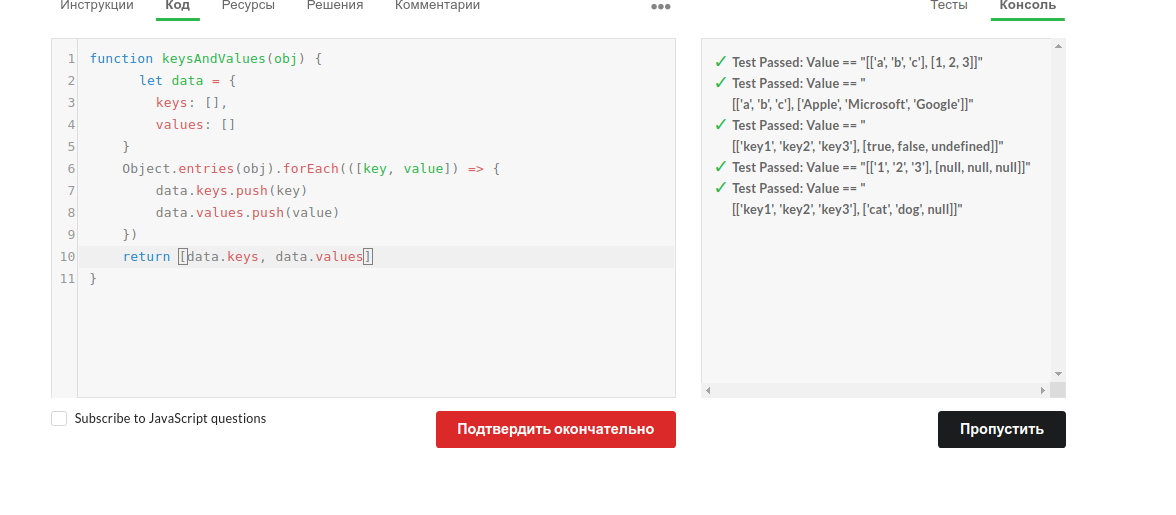 Инструкции Код Ресурсы Решения Комментарии ••• Тесты Консоль
1 function keysAndValues(obj) {
2 let data = {
3 keys: [],
4 values: []
5 }
6 Object.entries(obj).forEach(([key, value]) => {
7 data.keys.push(key)
8 data.values.push(value)
9 })
10 return [data.keys, data.values]
11 }
✓ Test Passed: Value == "[['a', 'b', 'c'], [1, 2, 3]]"
✓ Test Passed: Value == "
[['a', 'b', 'c'], ['Apple', 'Microsoft', 'Google']]"
✓ Test Passed: Value == "
[['key1', 'key2', 'key3'], [true, false, undefined]]"
✓ Test Passed: Value == "[['1', '2', '3'], [null, null, null]]"
✓ Test Passed: Value == "
[['key1', 'key2', 'key3'], ['cat', 'dog', null]]"
Subscribe to JavaScript questions
Подтвердить окончательно
Пропустить